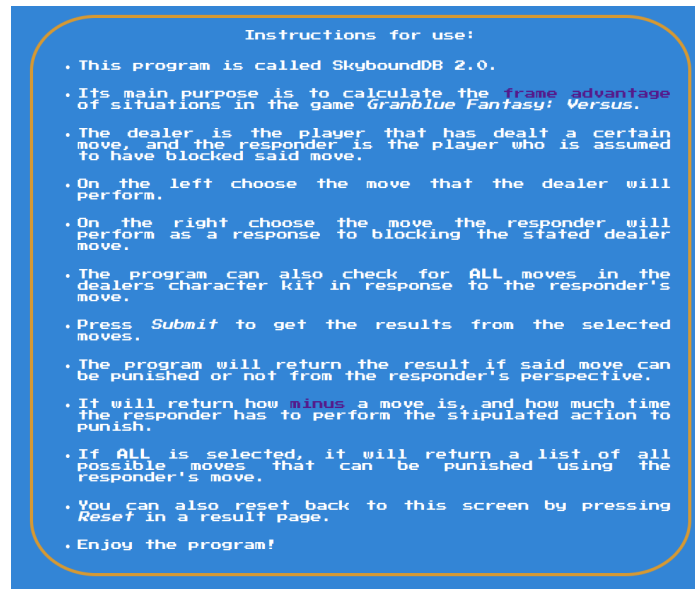 Instructions for use:
• This program is called SkyboundDB 2.0.
• Its main purpose is to calculate the frame advantage
of situations in the game Granblue Fantasy: Versus.
• The dealer is the player that has dealt a certain
move, and the responder is the player who is assumed
to have blocked said move.
• On the left choose the move that the dealer will
perform.
• On the right choose the move the responder will
perform as a response to blocking the stated dealer
move.
• The program can also check for ALL moves in the
dealers character kit in response to the responder's
move.
• Press Submit to get the results from the selected
moves.
• The program will return the result if said move can
be punished or not from the responder's perspective.
• It will return how minus a move is, and how much time
the responder has to perform the stipulated action to
punish.
• If ALL is selected, it will return a list of all
possible moves that can be punished using the
responder's move.
• You can also reset back to this screen by pressing
Reset in a result page.
• Enjoy the program!